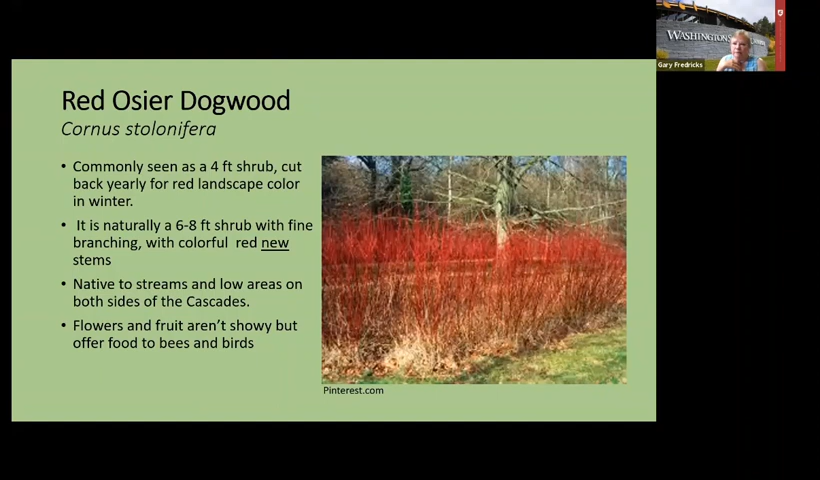 WASHINGTON
Gary Fredricks
Red Osier Dogwood
Cornus stolonifera
• Commonly seen as a 4 ft shrub, cut
back yearly for red landscape color
in winter.
• It is naturally a 6-8 ft shrub with fine
branching, with colorful red new
stems
• Native to streams and low areas on
both sides of the Cascades.
• Flowers and fruit aren't showy but
offer food to bees and birds
Pinterest.com